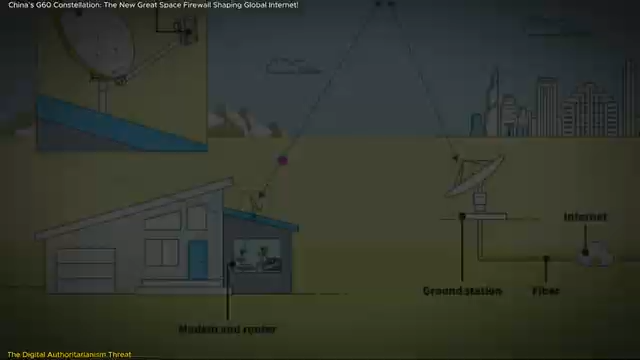 China's G60 Constellation: The New Great Space Firewall Shaping Global Internet!
Internet
Ground station
Fiber
Modem and router
The Digital Authoritarianism Threat